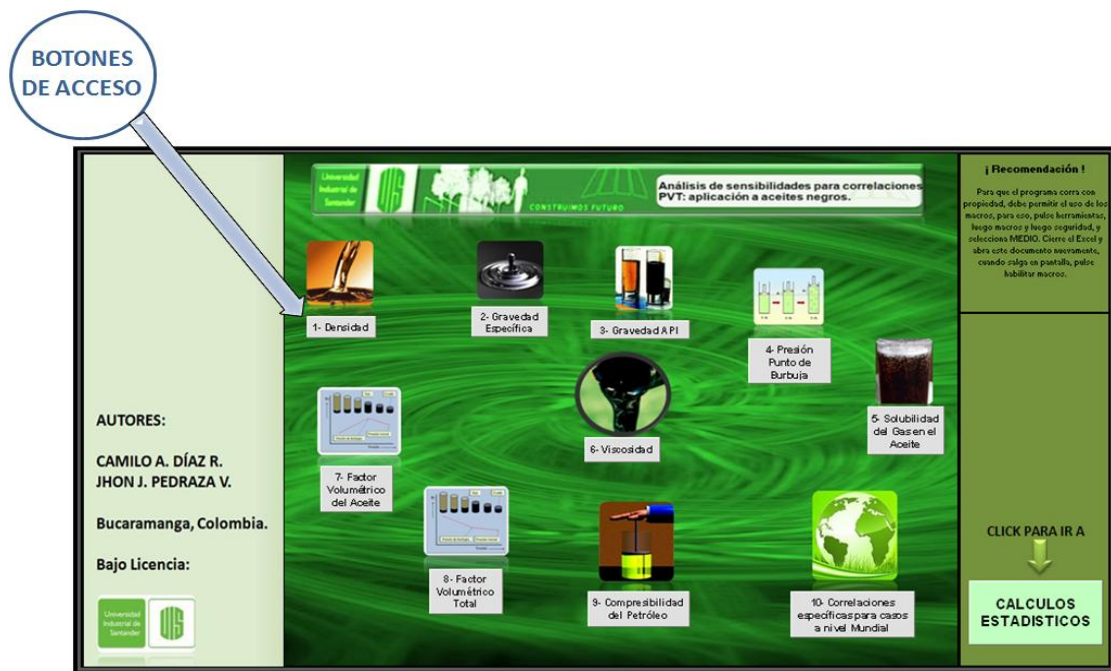 BOTONES
DE ACCESO
Universidad
Industrial de
Santander
CONSTRUIMOS FUTURO
Análisis de sensibilidades para correlaciones
PVT: aplicación a aceites negros.
1- Densidad
2- Gravedad
Específica
3- Gravedad API
4- Presión
Punto de
Burbuja
5- Solubilidad
del Gas en el
Aceite
6- Viscosidad
7- Factor
Volumétrico
del Aceite
8- Factor
Volumétrico
Total
9- Compresibilidad
del Petróleo
10- Correlaciones
específicas para casos
a nivel Mundial
AUTORES:
CAMILO A. DÍAZ R.
JHON J. PEDRAZA V.
Bucaramanga, Colombia.
Bajo Licencia:
Universidad
Industrial de
Santander
¡ Recomendación !
Para que el programa corra con
propiedad, debe permitir el uso de los
macros, para eso, pulse herramientas,
luego macros y luego seguridad, y
selecciona MEDIO. Cierre el Excel y
abra este documento nuevamente,
cuando salga en pantalla, pulse
habilitar macros.
CLICK PARA IR A
CALCULOS
ESTADISTICOS